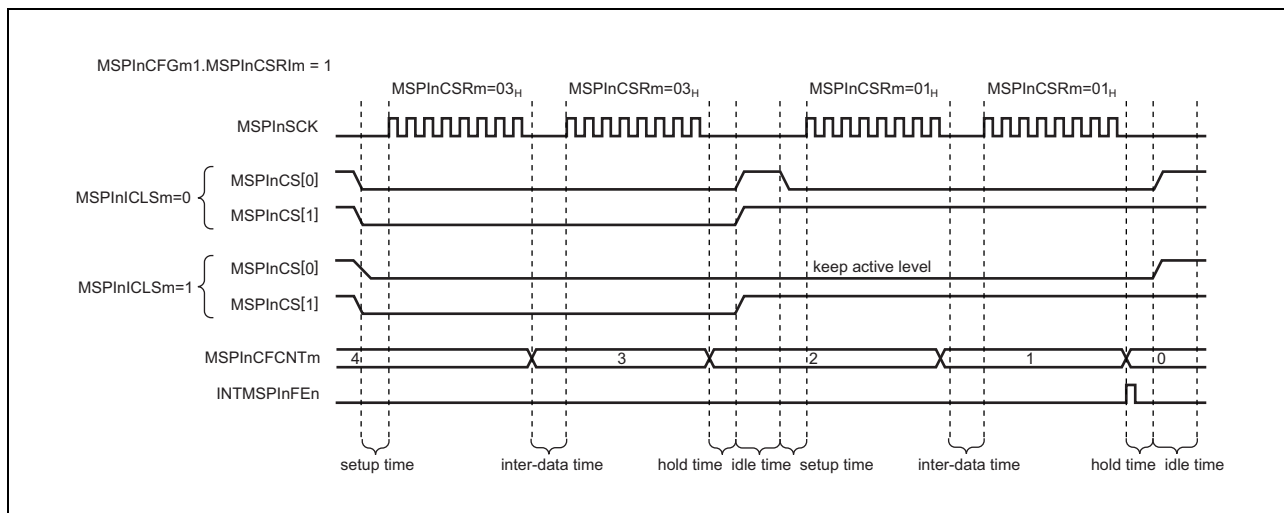 MSPInCFGm1.MSPInCSRIm = 1
MSPInCSRm=03H MSPInCSRm=03H MSPInCSRm=01H MSPInCSRm=01H
MSPInSCK
MSPInICLSm=0
MSPInCS[0]
MSPInCS[1]
MSPInICLSm=1
MSPInCS[0] keep active level
MSPInCS[1]
MSPInCFCNTm 4 3 2 1 0
INTMSPInFEn
setup time inter-data time hold time idle time setup time inter-data time hold time idle time